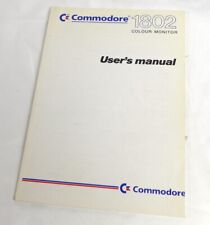 Commodore 1802
COLOUR MONITOR
User's manual
Commodore